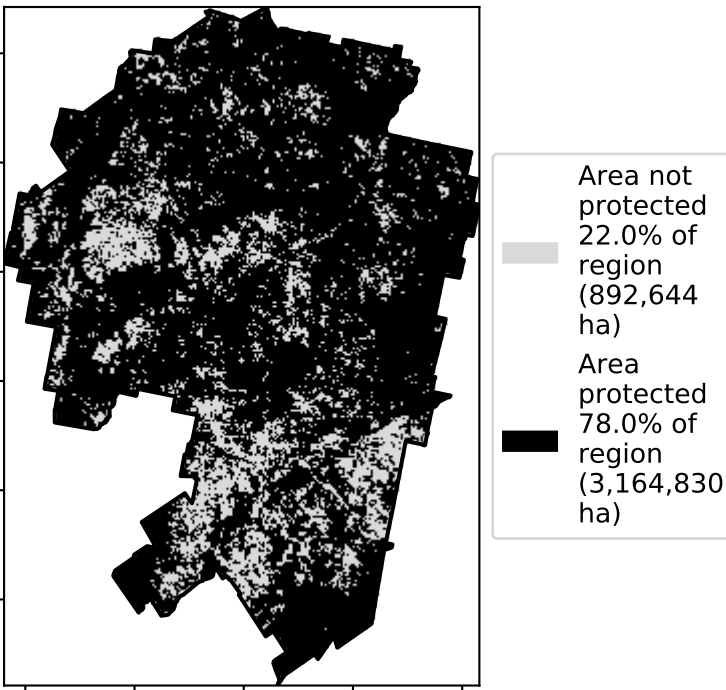 Area not
protected
22.0% of
region
(892,644
ha)
Area
protected
78.0% of
region
(3,164,830
ha)